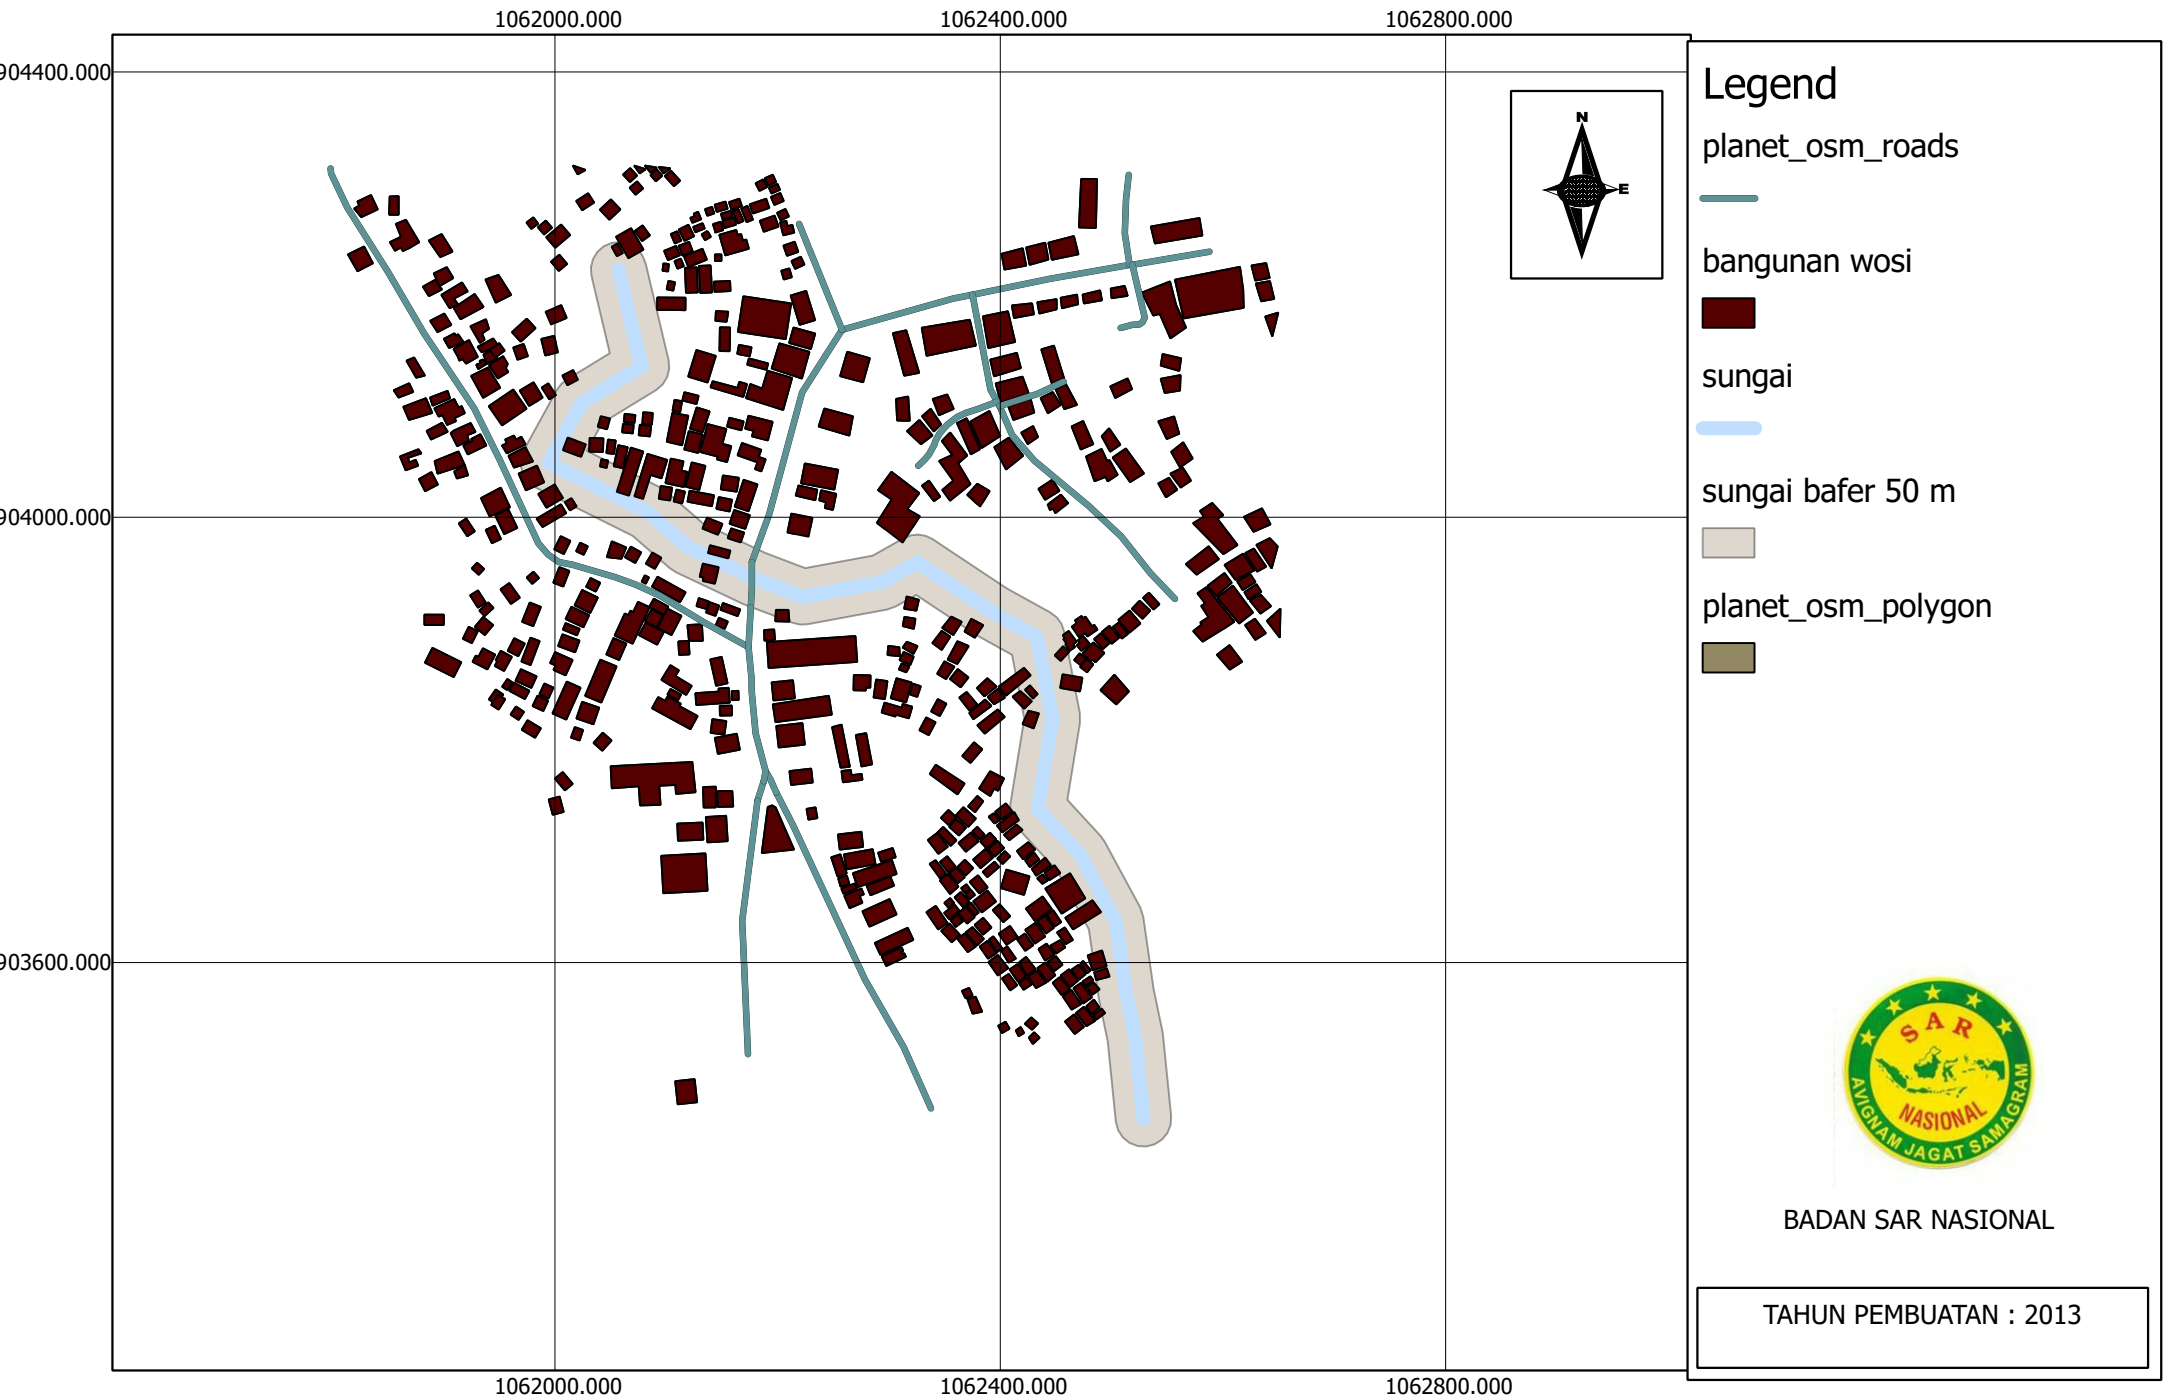 1062000.000 1062400.000 1062800.000
904400.000
904000.000
903600.000
1062000.000 1062400.000 1062800.000
N
E
Legend
planet_osm_roads
bangunan wosi
sungai
sungai bafer 50 m
planet_osm_polygon
SAR
NASIONAL
AVIGNAM JAGAT SAMAGRAM
BADAN SAR NASIONAL
TAHUN PEMBUATAN : 2013